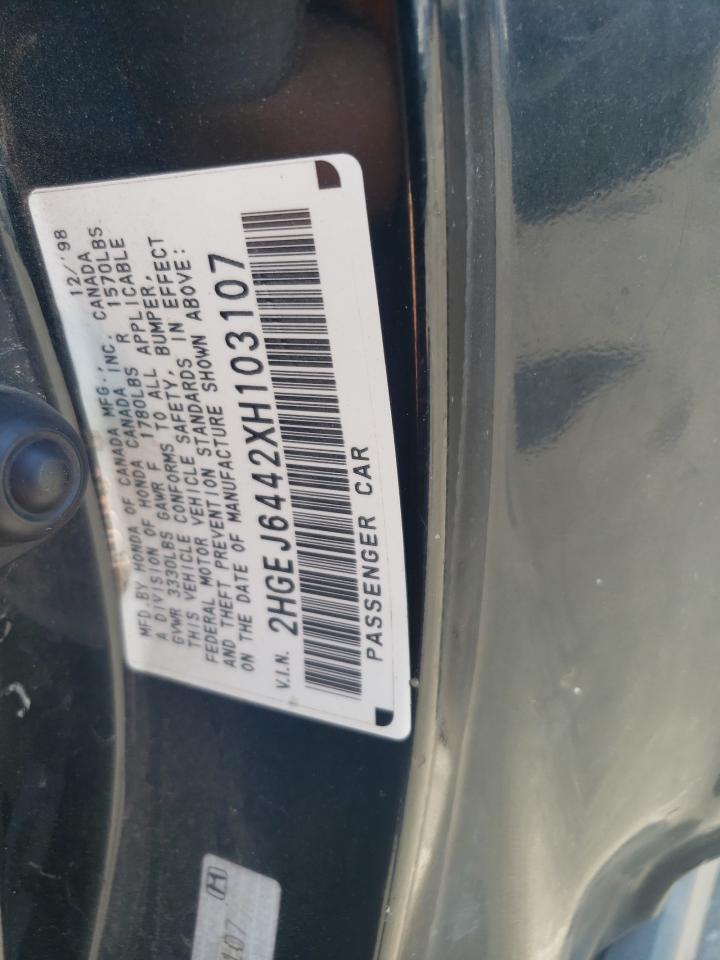 MFD.BY HONDA OF CANADA MFG.,INC. 12/'98
A DIVISION OF HONDA CANADA INC. CANADA
GVWR 3330LBS GAWR F 1780LBS R 1570LBS.
THIS VEHICLE CONFORMS TO ALL APPLICABLE
FEDERAL MOTOR VEHICLE SAFETY, BUMPER,
AND THEFT PREVENTION STANDARDS IN EFFECT
ON THE DATE OF MANUFACTURE SHOWN ABOVE:
V.I.N. 2HGEJ6442XH103107
PASSENGER CAR
107